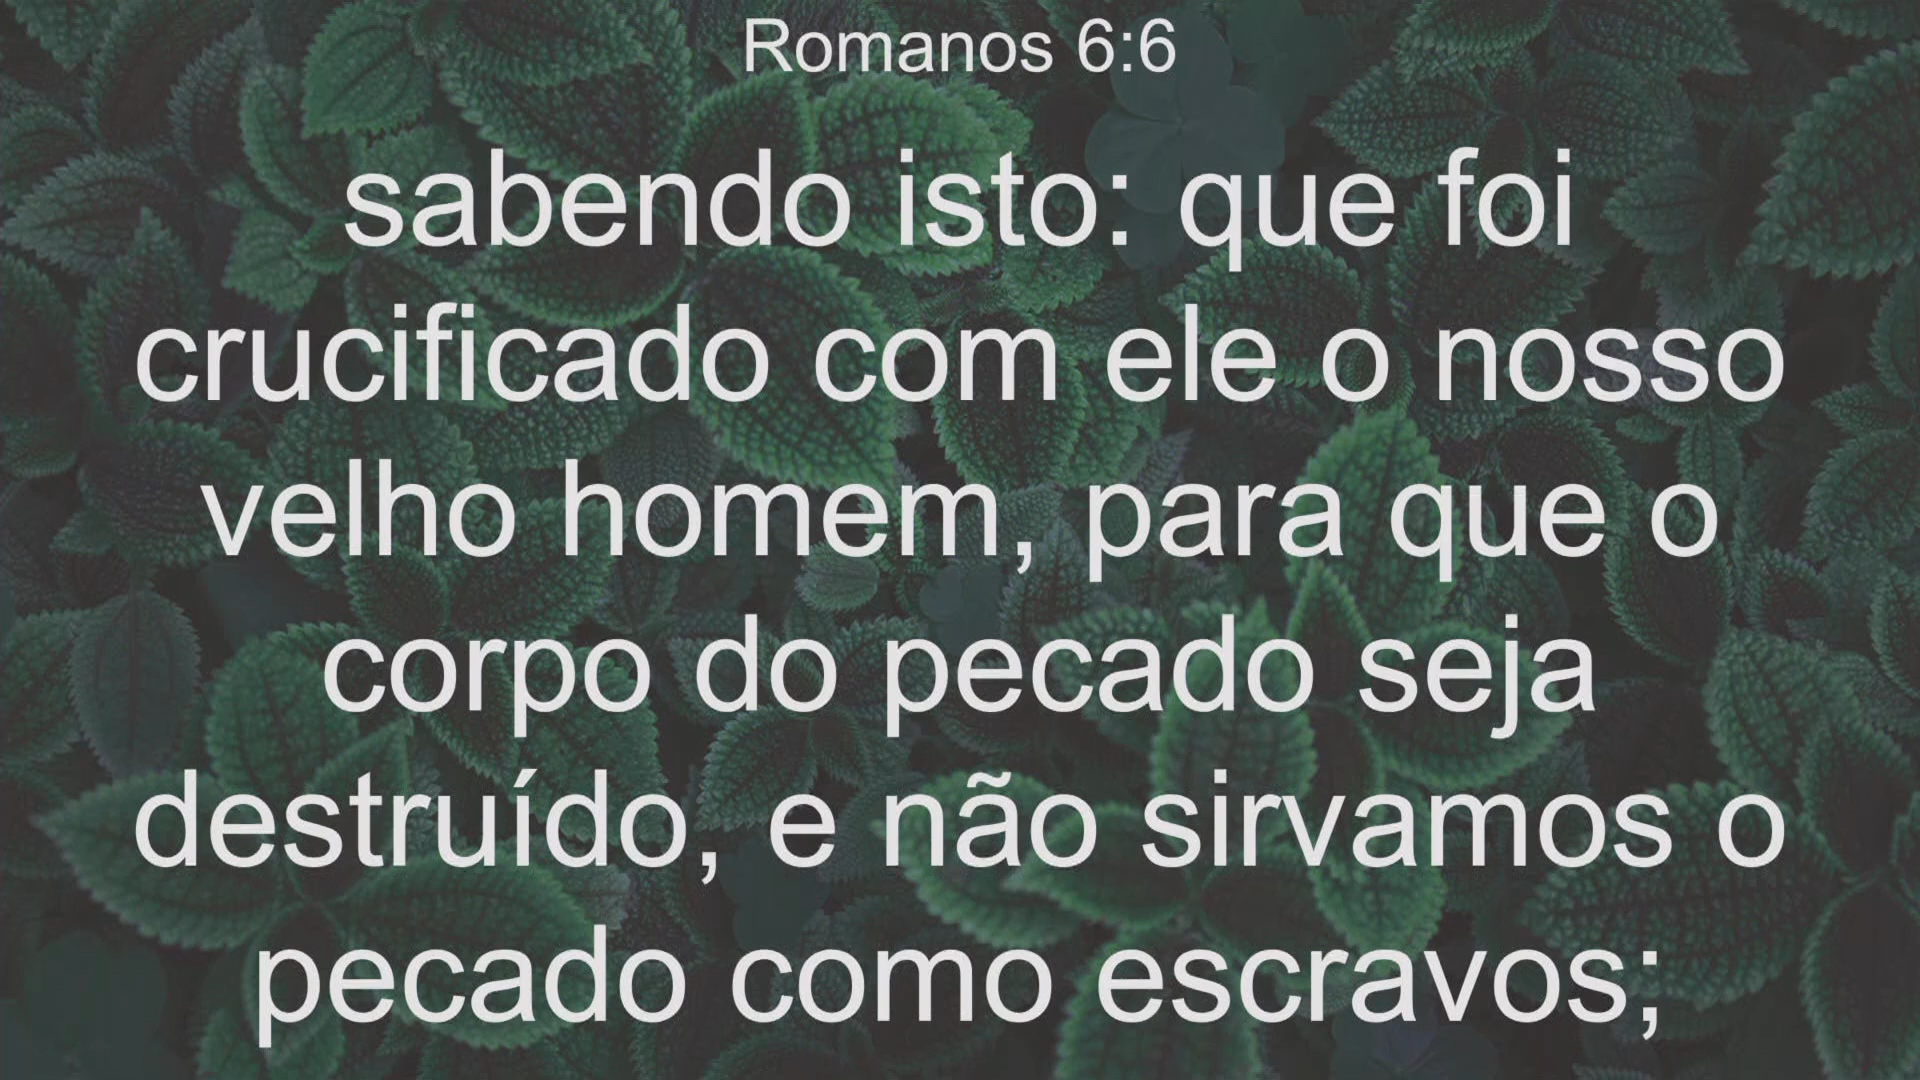 Romanos 6:6
sabendo isto: que foi
crucificado com ele o nosso
velho homem, para que o
corpo do pecado seja
destruído, e não sirvamos o
pecado como escravos;